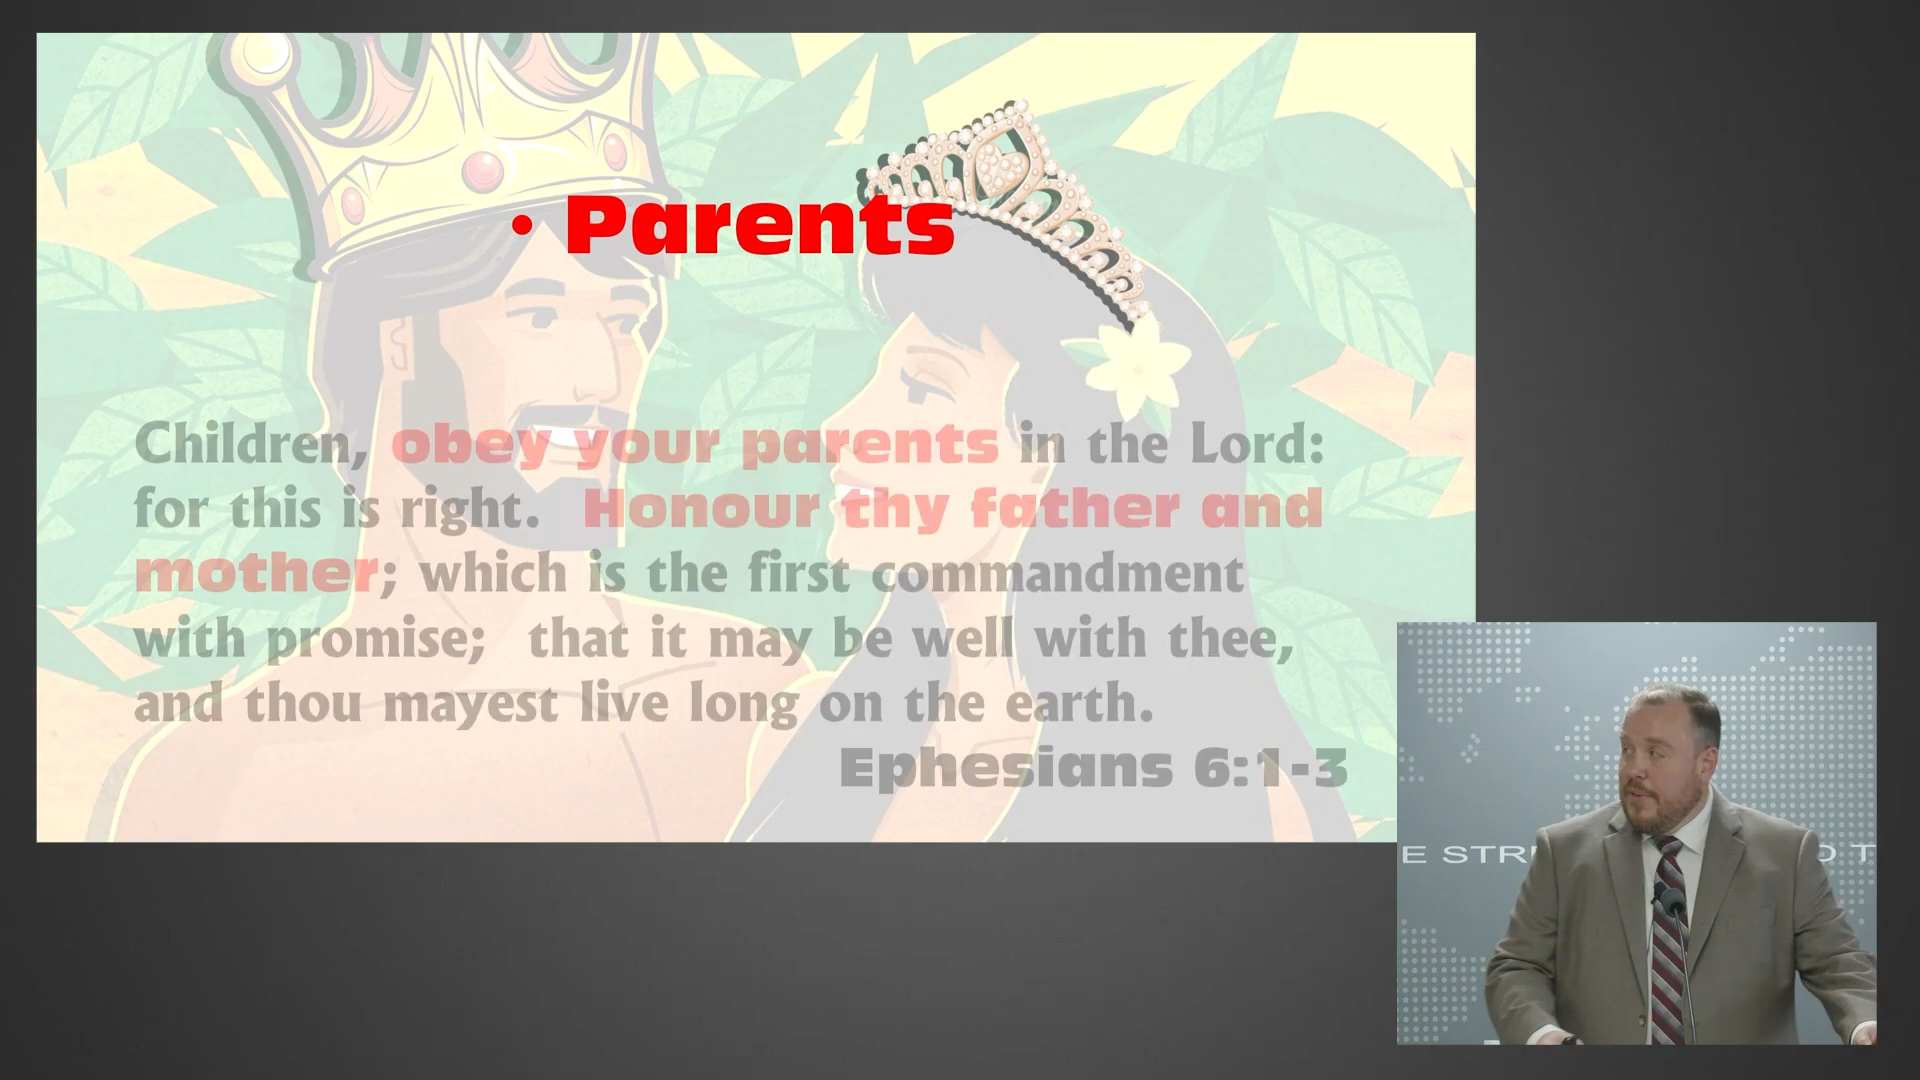 • Parents
Children, obey your parents in the Lord:
for this is right. Honour thy father and
mother; which is the first commandment
with promise; that it may be well with thee,
and thou mayest live long on the earth.
Ephesians 6:1-3
E STR
D T